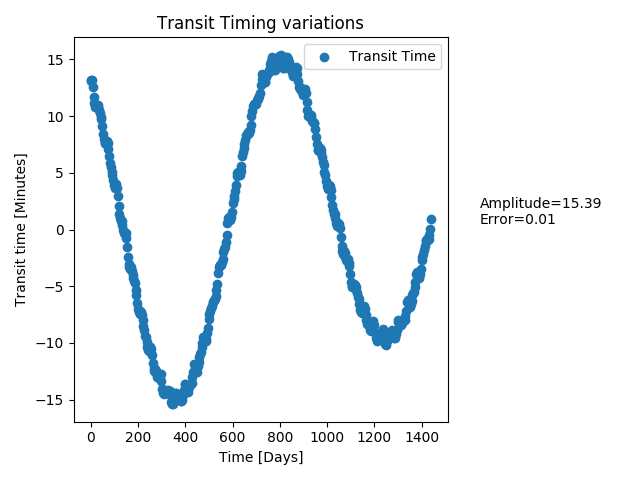 Transit Timing variations
Transit Time
Transit time [Minutes]
15
10
5
0
−5
−10
−15
0 200 400 600 800 1000 1200 1400
Time [Days]
Amplitude=15.39
Error=0.01